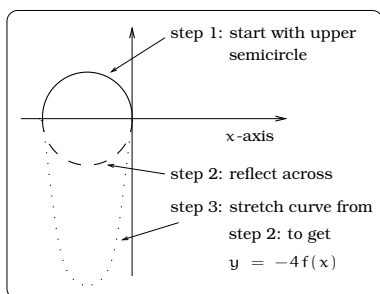 step 1: start with upper
semicircle
x-axis
step 2: reflect across
step 3: stretch curve from
step 2: to get
y = −4f(x)